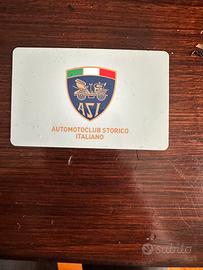 ASI
AUTOMOTOCLUB STORICO
ITALIANO
subito